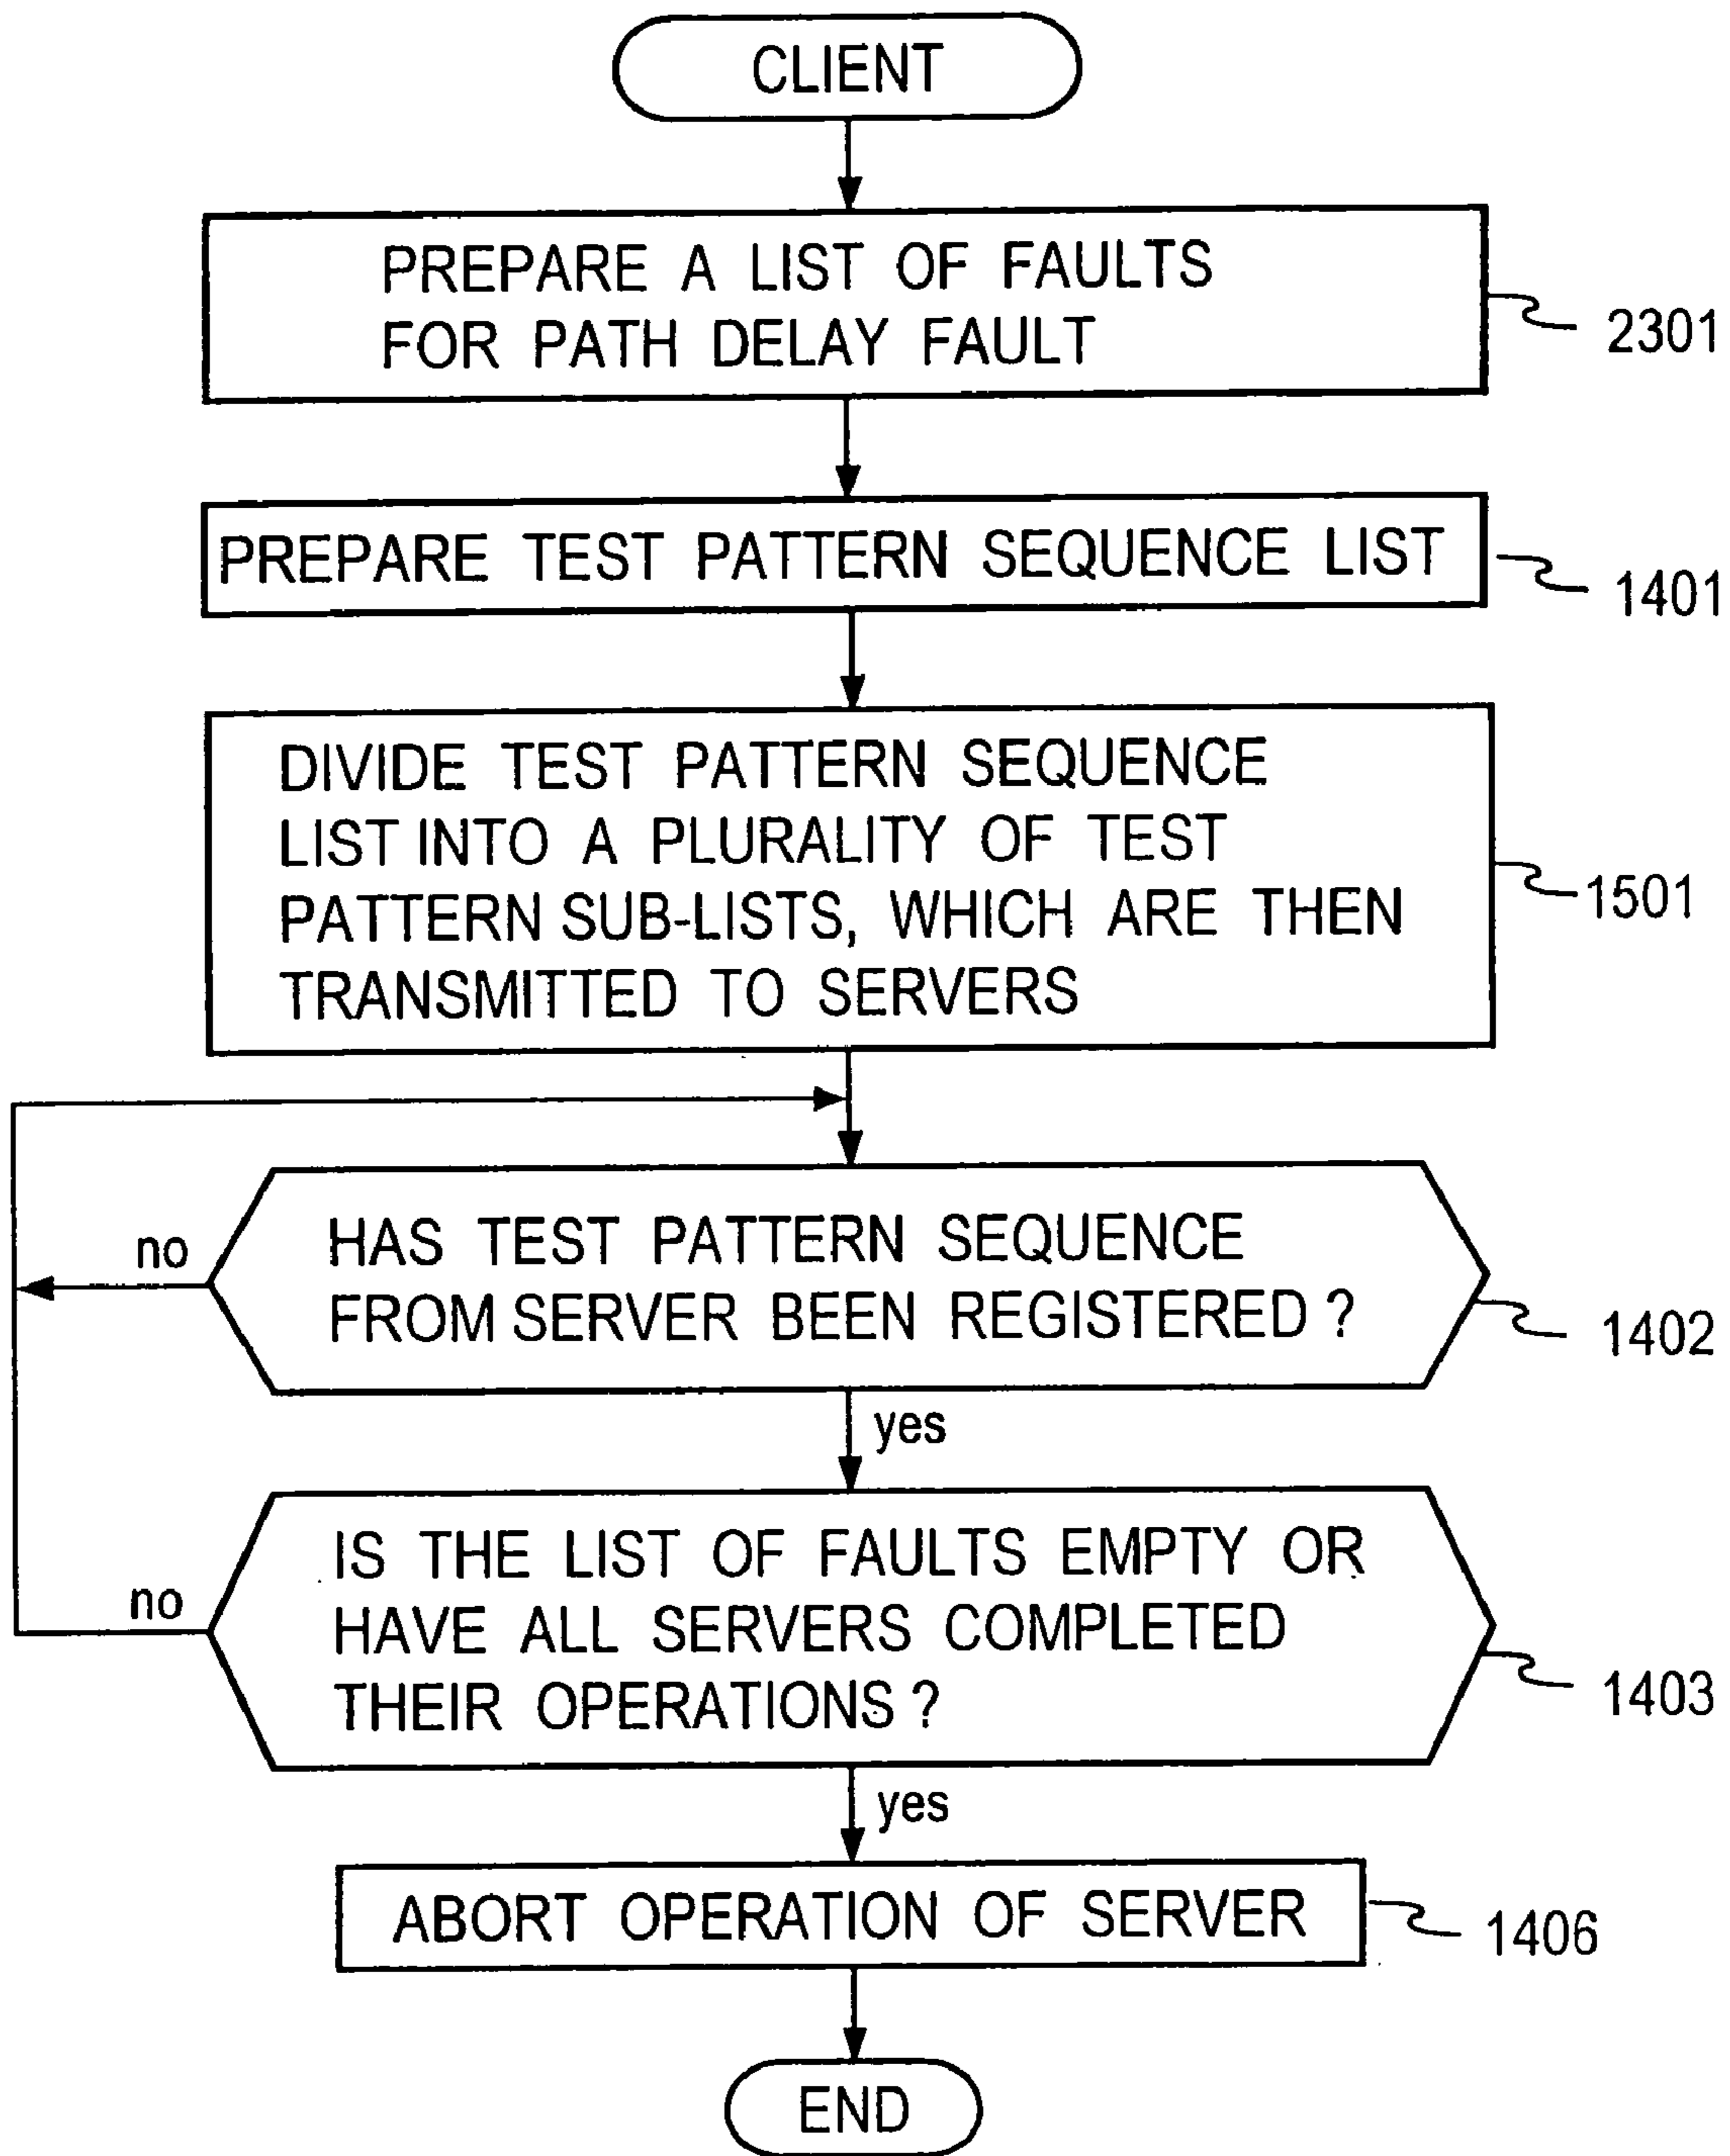 CLIENT
PREPARE A LIST OF FAULTS
FOR PATH DELAY FAULT
2301
PREPARE TEST PATTERN SEQUENCE LIST
1401
DIVIDE TEST PATTERN SEQUENCE
LIST INTO A PLURALITY OF TEST
PATTERN SUB-LISTS, WHICH ARE THEN
TRANSMITTED TO SERVERS
1501
no
HAS TEST PATTERN SEQUENCE
FROM SERVER BEEN REGISTERED ?
1402
yes
no
IS THE LIST OF FAULTS EMPTY OR
HAVE ALL SERVERS COMPLETED
THEIR OPERATIONS ?
1403
yes
ABORT OPERATION OF SERVER
1406
END